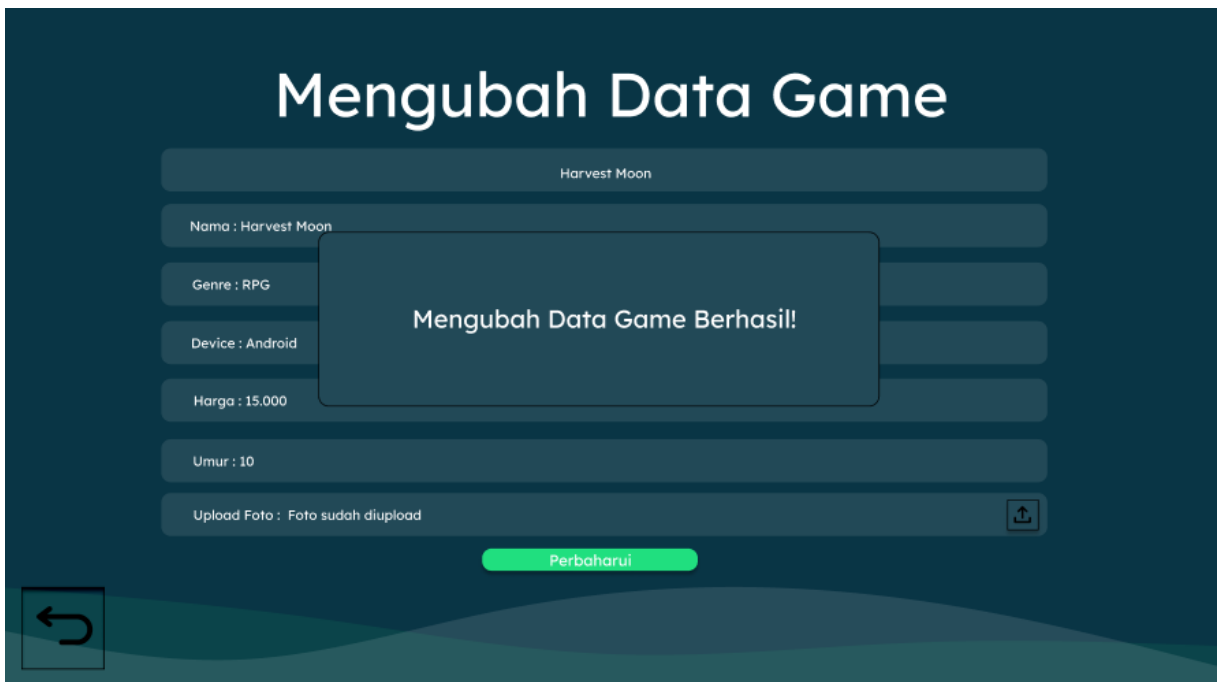 Mengubah Data Game
Harvest Moon
Nama : Harvest Moon
Genre : RPG
Mengubah Data Game Berhasil!
Device : Android
Harga : 15.000
Umur : 10
Upload Foto : Foto sudah diupload
Perbaharui